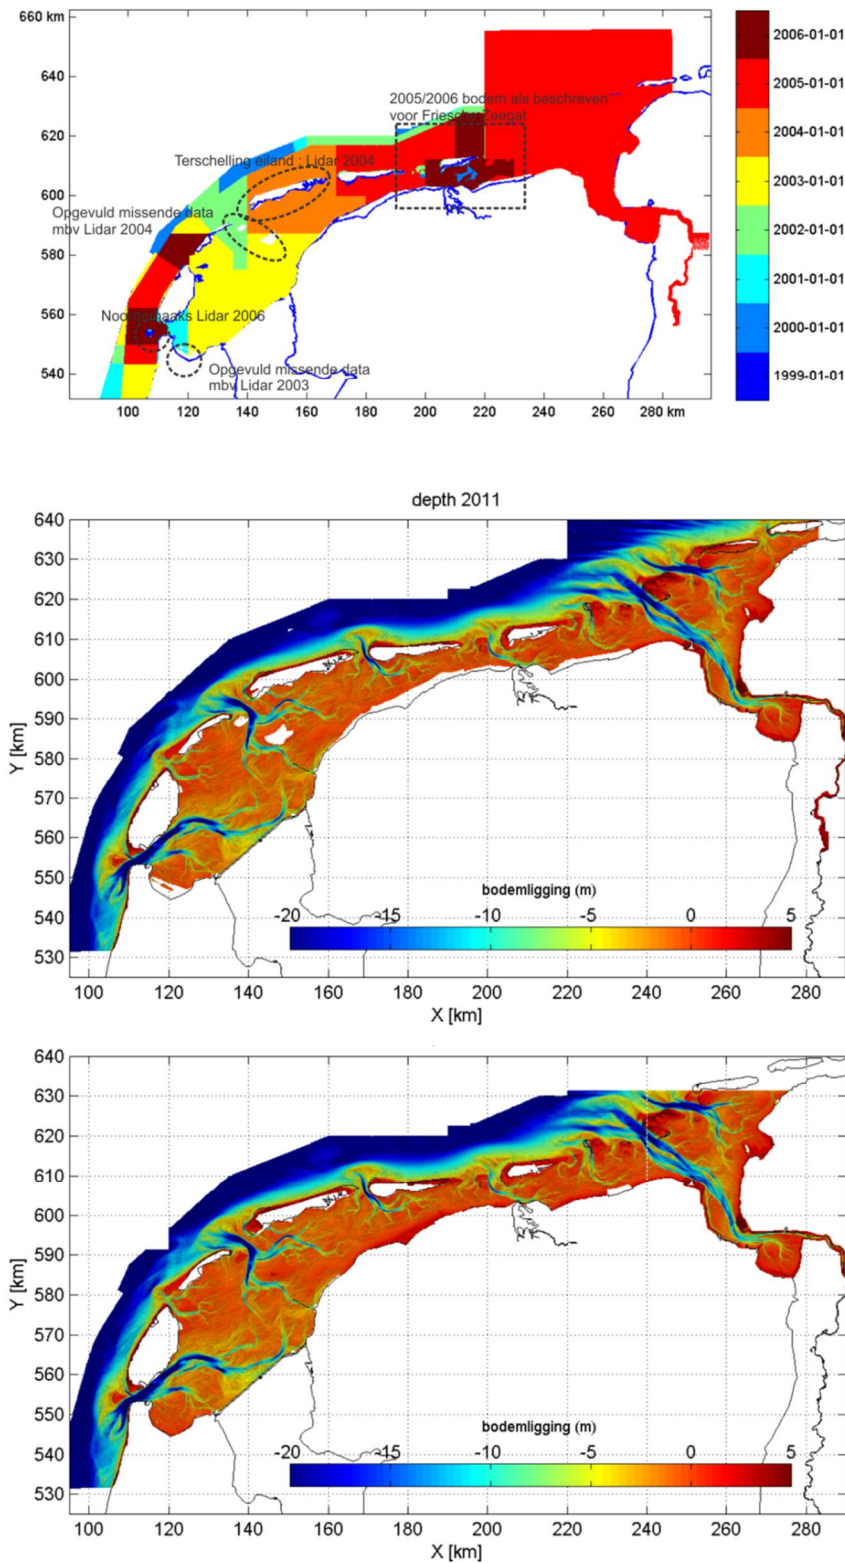 660 km
640
620
600
580
560
540
100 120 140 160 180 200 220 240 260 280 km
2005/2006 bodem als beschreven
voor Friesche Zeegat
Terschelling eiland : Lidar 2004
Opgevuld missende data
mbv Lidar 2004
Noorderhaaks Lidar 2006
Opgevuld missende data
mbv Lidar 2003
2006-01-01
2005-01-01
2004-01-01
2003-01-01
2002-01-01
2001-01-01
2000-01-01
1999-01-01
depth 2011
640
630
620
610
600
590
580
570
560
550
540
530
Y [km]
bodemligging (m)
-20 -15 -10 -5 0 5
100 120 140 160 180 200 220 240 260 280
X [km]
640
630
620
610
600
590
580
570
560
550
540
530
Y [km]
bodemligging (m)
-20 -15 -10 -5 0 5
100 120 140 160 180 200 220 240 260 280
X [km]